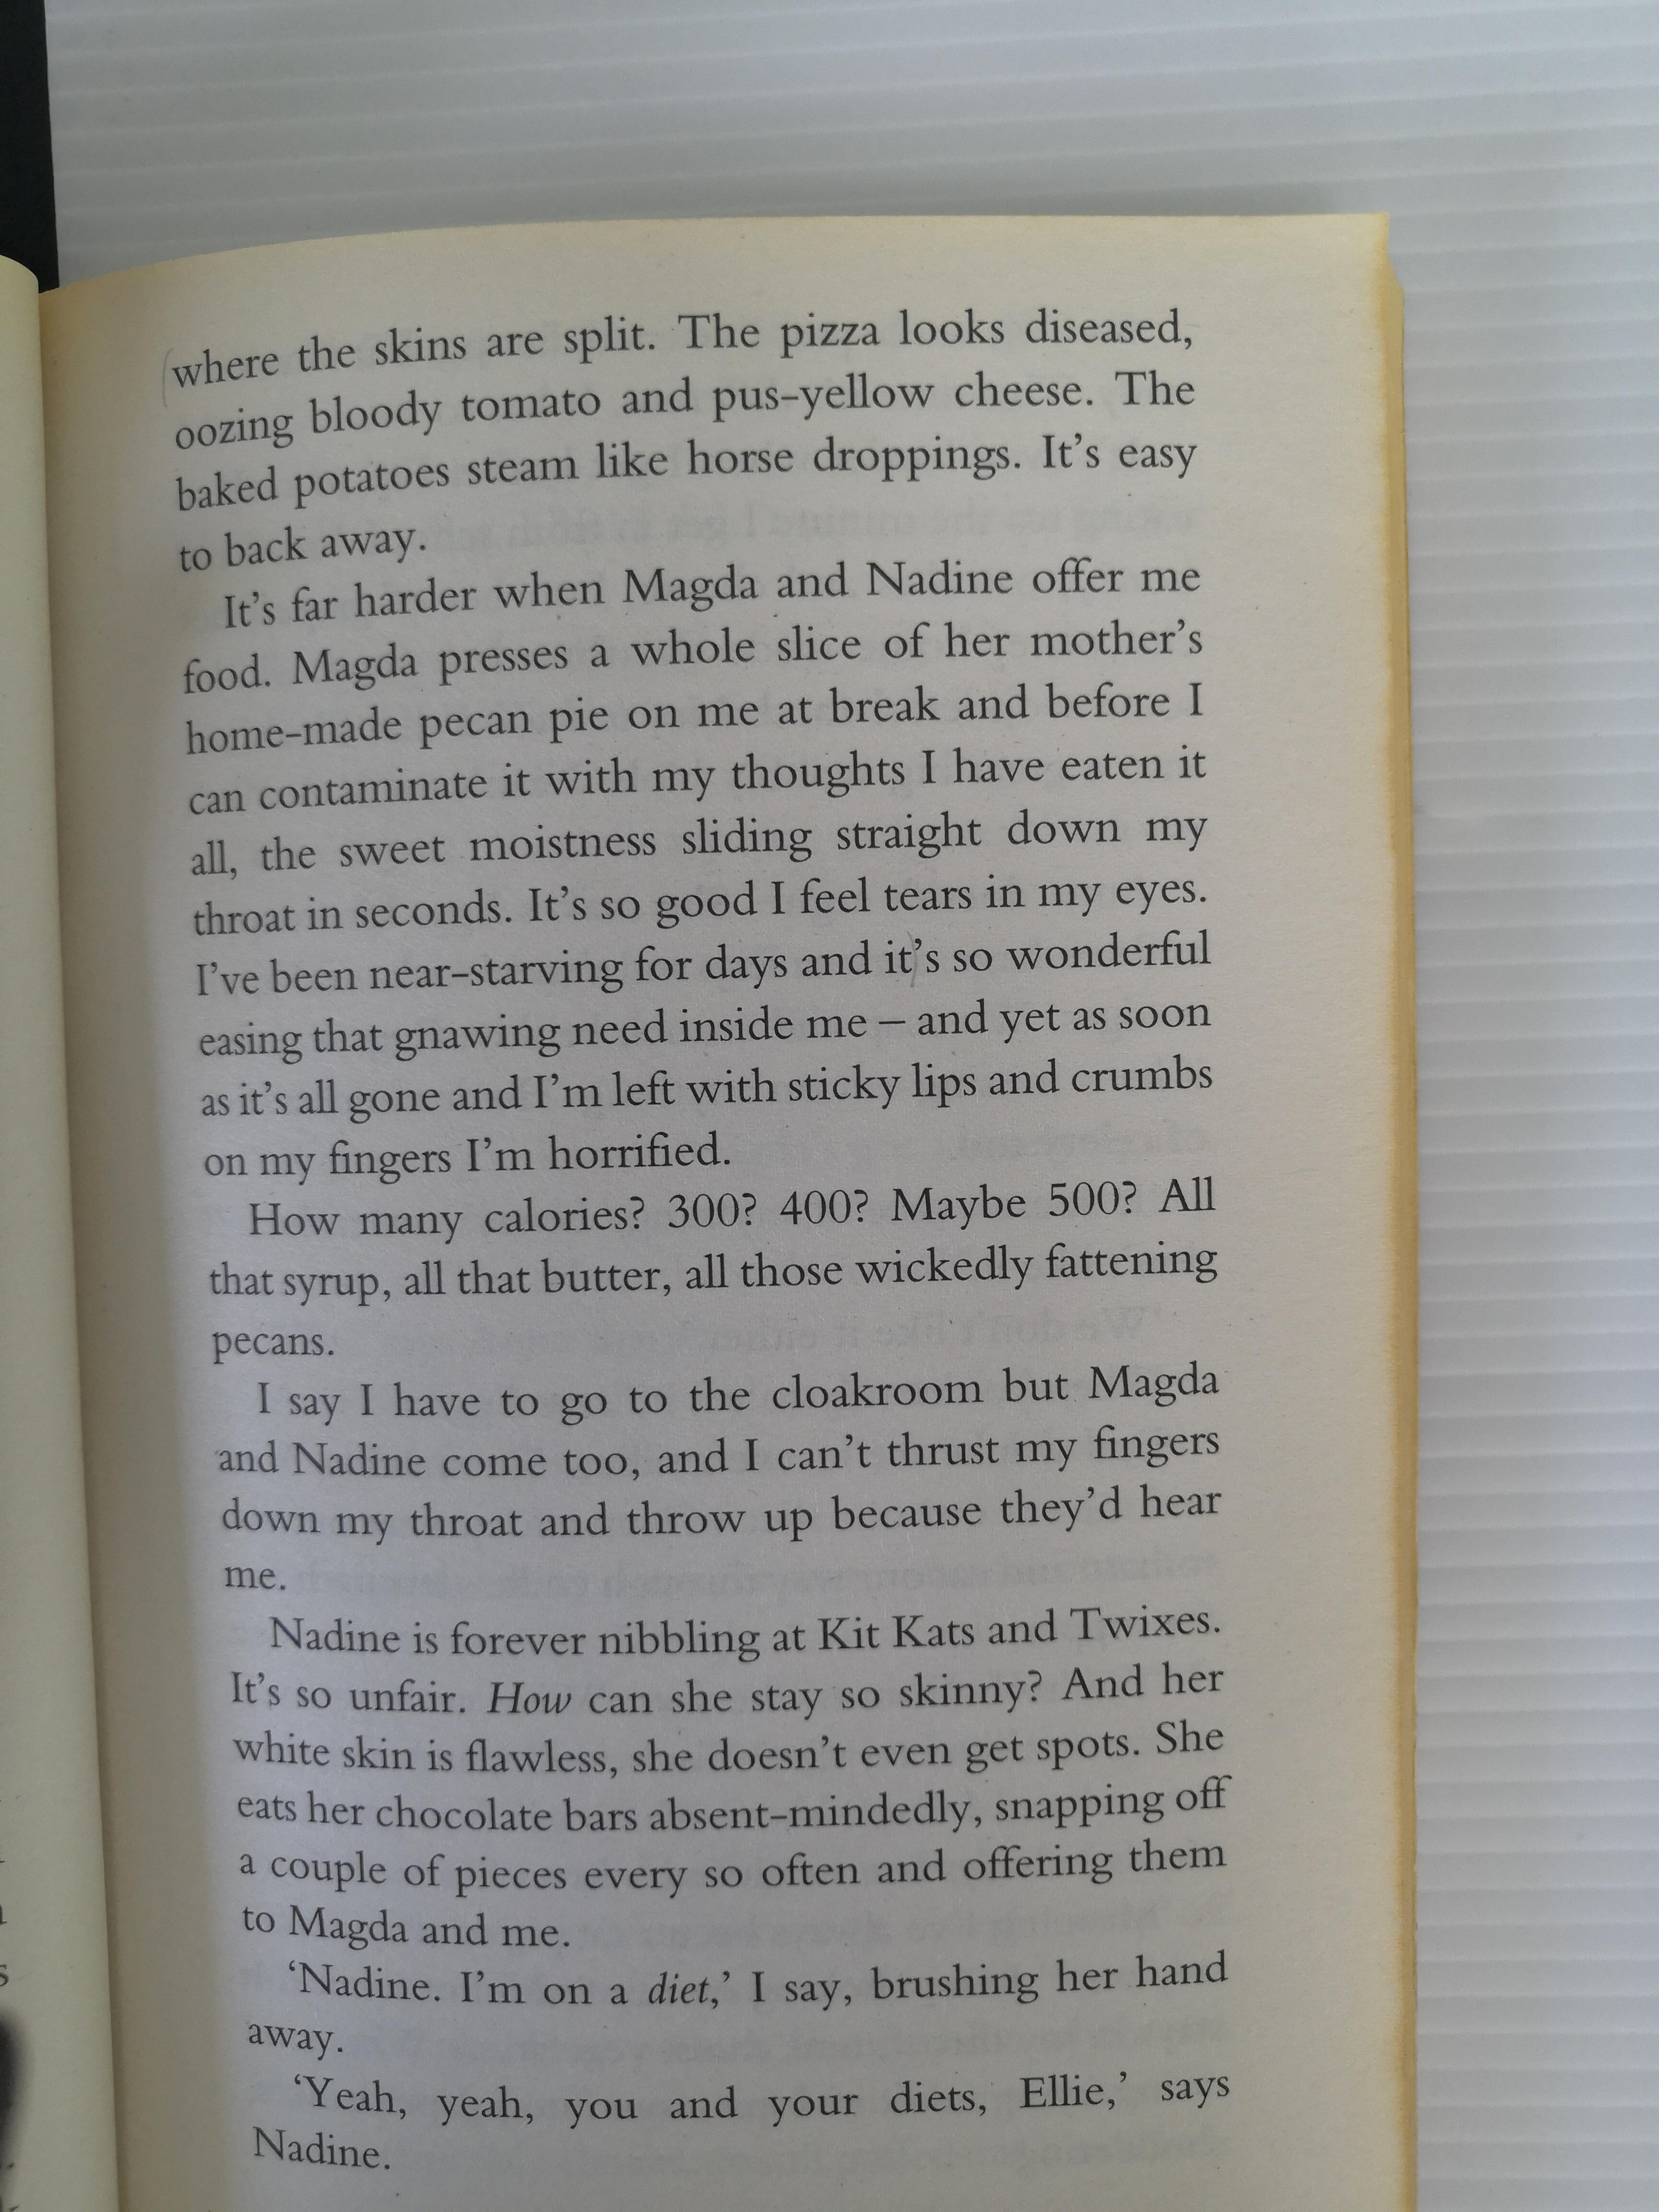 where the skins are split. The pizza looks diseased,
oozing bloody tomato and pus-yellow cheese. The
baked potatoes steam like horse droppings. It's easy
to back away.
It's far harder when Magda and Nadine offer me
food. Magda presses a whole slice of her mother's
home-made pecan pie on me at break and before I
can contaminate it with my thoughts I have eaten it
all, the sweet moistness sliding straight down my
throat in seconds. It's so good I feel tears in my eyes.
I've been near-starving for days and it's so wonderful
easing that gnawing need inside me – and yet as soon
as it's all gone and I'm left with sticky lips and crumbs
on my fingers I'm horrified.
How many calories? 300? 400? Maybe 500? All
that syrup, all that butter, all those wickedly fattening
pecans.
I say I have to go to the cloakroom but Magda
and Nadine come too, and I can't thrust my fingers
down my throat and throw up because they'd hear
me.
Nadine is forever nibbling at Kit Kats and Twixes.
It's so unfair. How can she stay so skinny? And her
white skin is flawless, she doesn't even get spots. She
eats her chocolate bars absent-mindedly, snapping off
a couple of pieces every so often and offering them
to Magda and me.
‘Nadine. I'm on a diet,’ I say, brushing her hand
away.
‘Yeah, yeah, you and your diets, Ellie,’ says
Nadine.